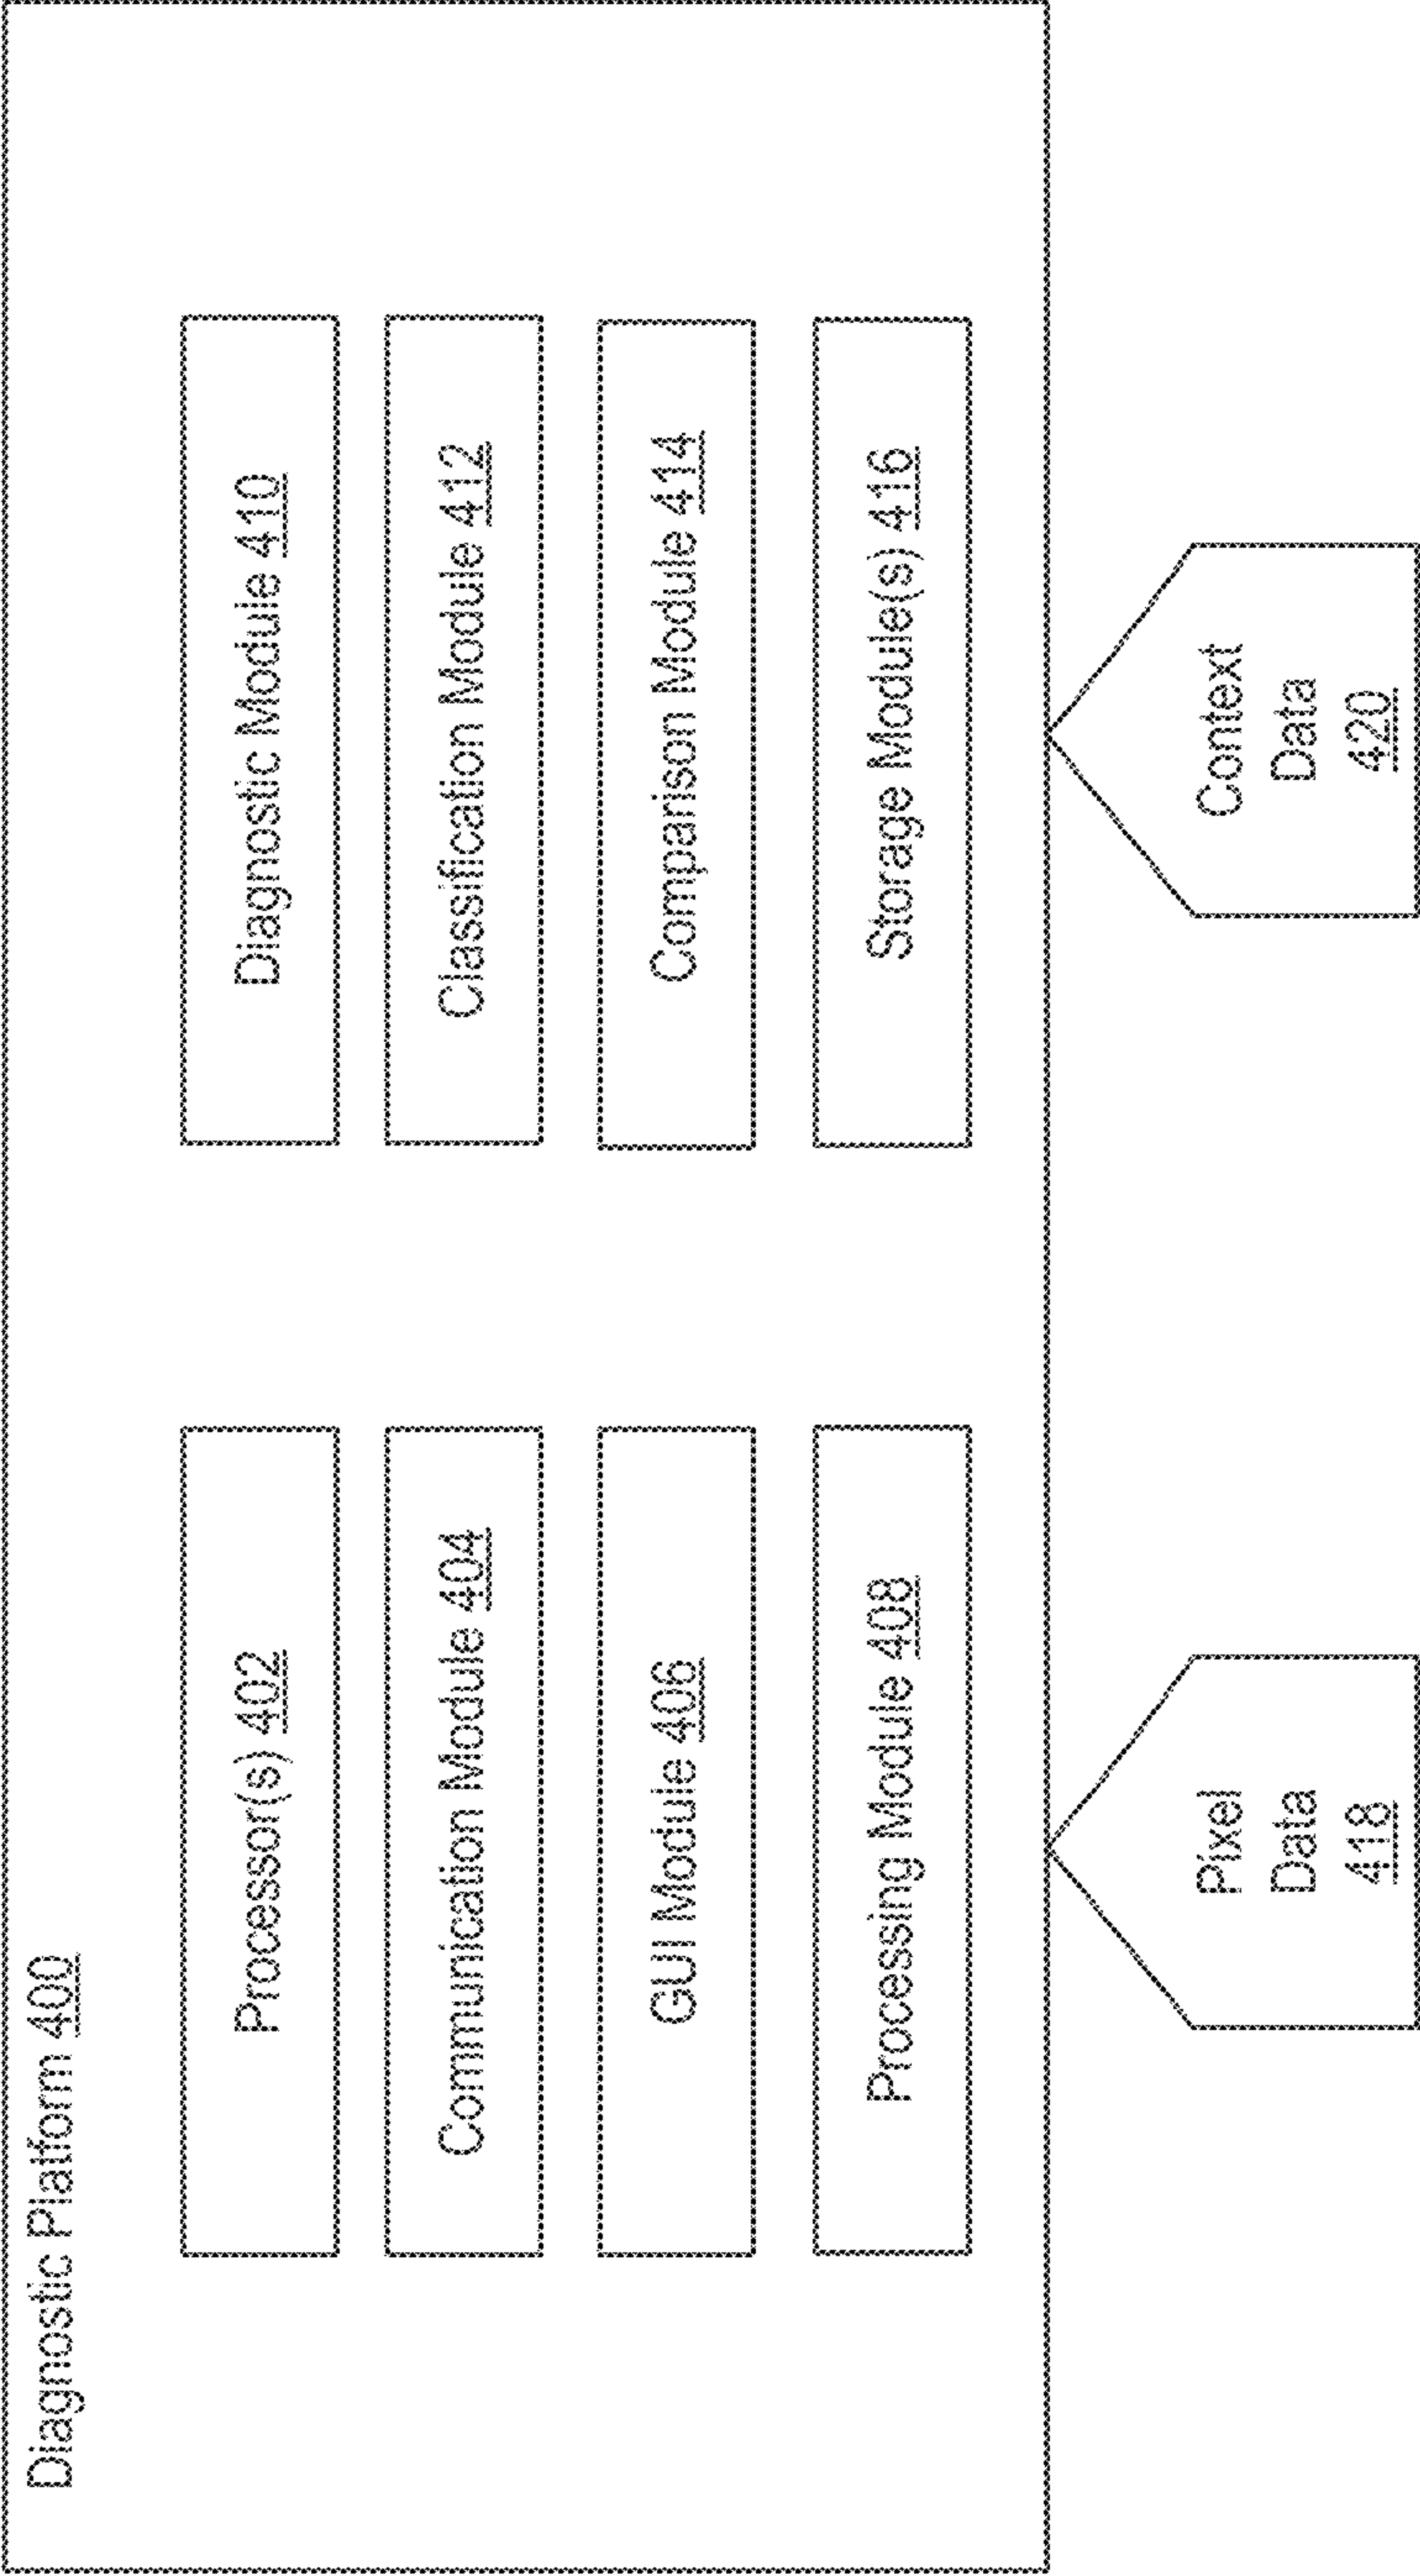 Diagnostic Platform 400
Processor(s) 402
Communication Module 404
GUI Module 406
Processing Module 408
Diagnostic Module 410
Classification Module 412
Comparison Module 414
Storage Module(s) 416
Pixel
Data
418
Context
Data
420